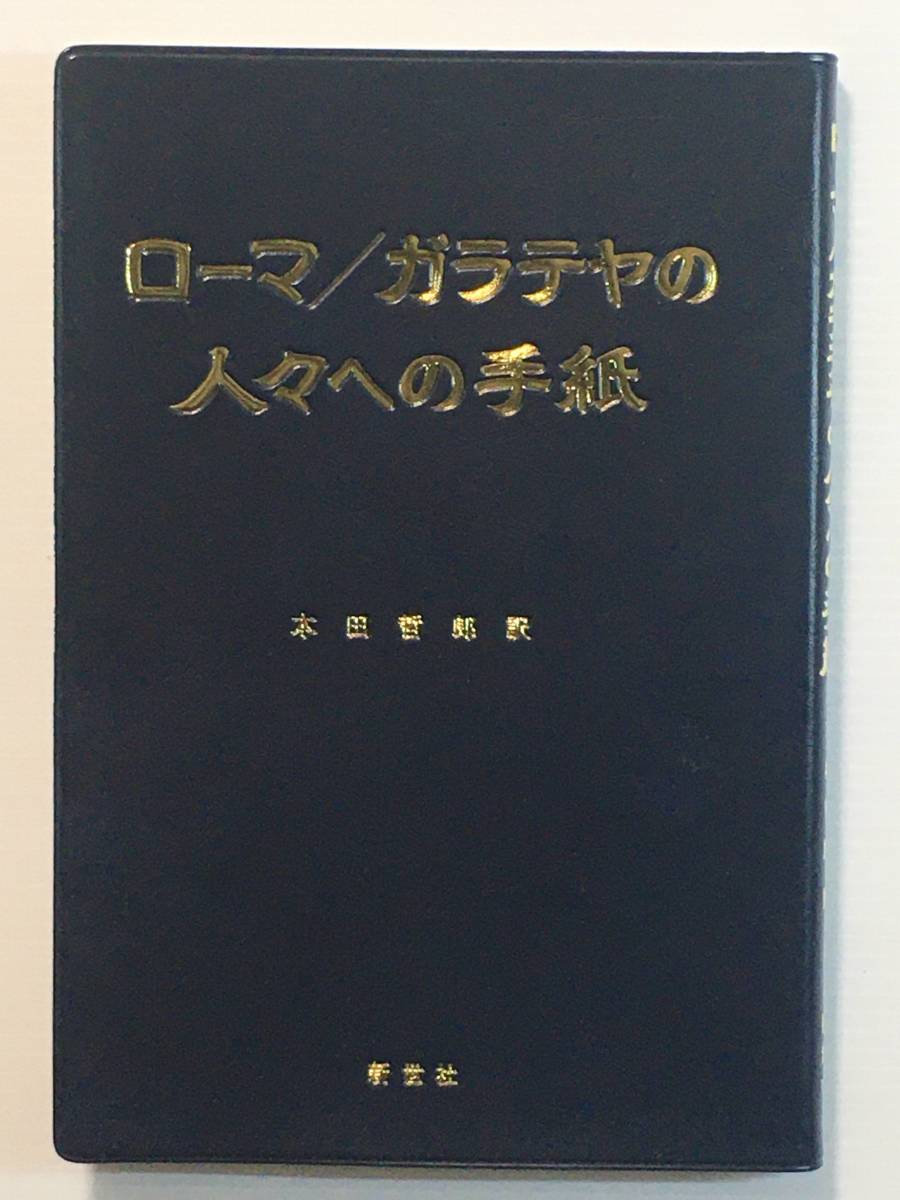 ローマ／ガラテヤの
人々への手紙
本田哲郎訳
新世社